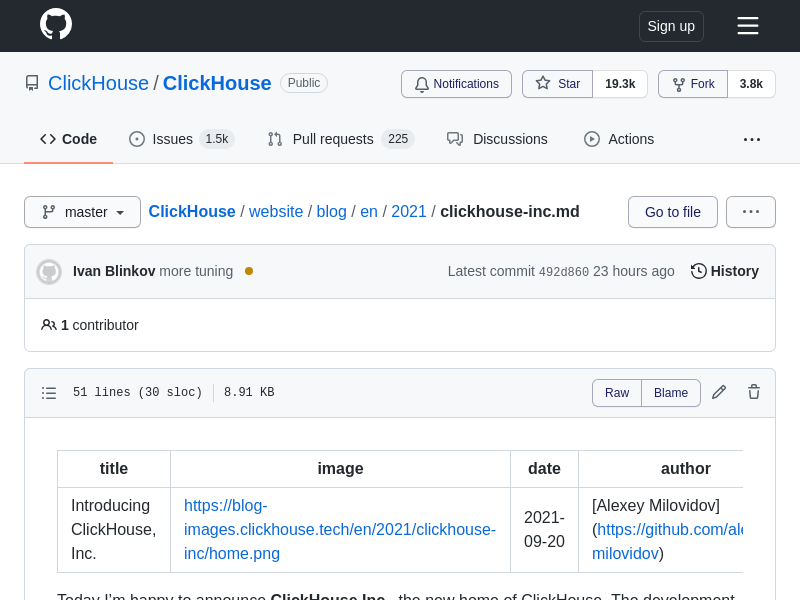 Sign up
ClickHouse / ClickHouse Public
Notifications Star 19.3k Fork 3.8k
Code Issues 1.5k Pull requests 225 Discussions Actions ...
master ClickHouse / website / blog / en / 2021 / clickhouse-inc.md Go to file ...
Ivan Blinkov more tuning Latest commit 492d860 23 hours ago History
1 contributor
51 lines (30 sloc) 8.91 KB Raw Blame
title image date author
Introducing ClickHouse, Inc.
https://blog-
images.clickhouse.tech/en/2021/clickhouse-
inc/home.png
2021-
09-20
[Alexey Milovidov]
(https://github.com/ale
milovidov)
Today I'm happy to announce ClickHouse Inc., the new home of ClickHouse. The development